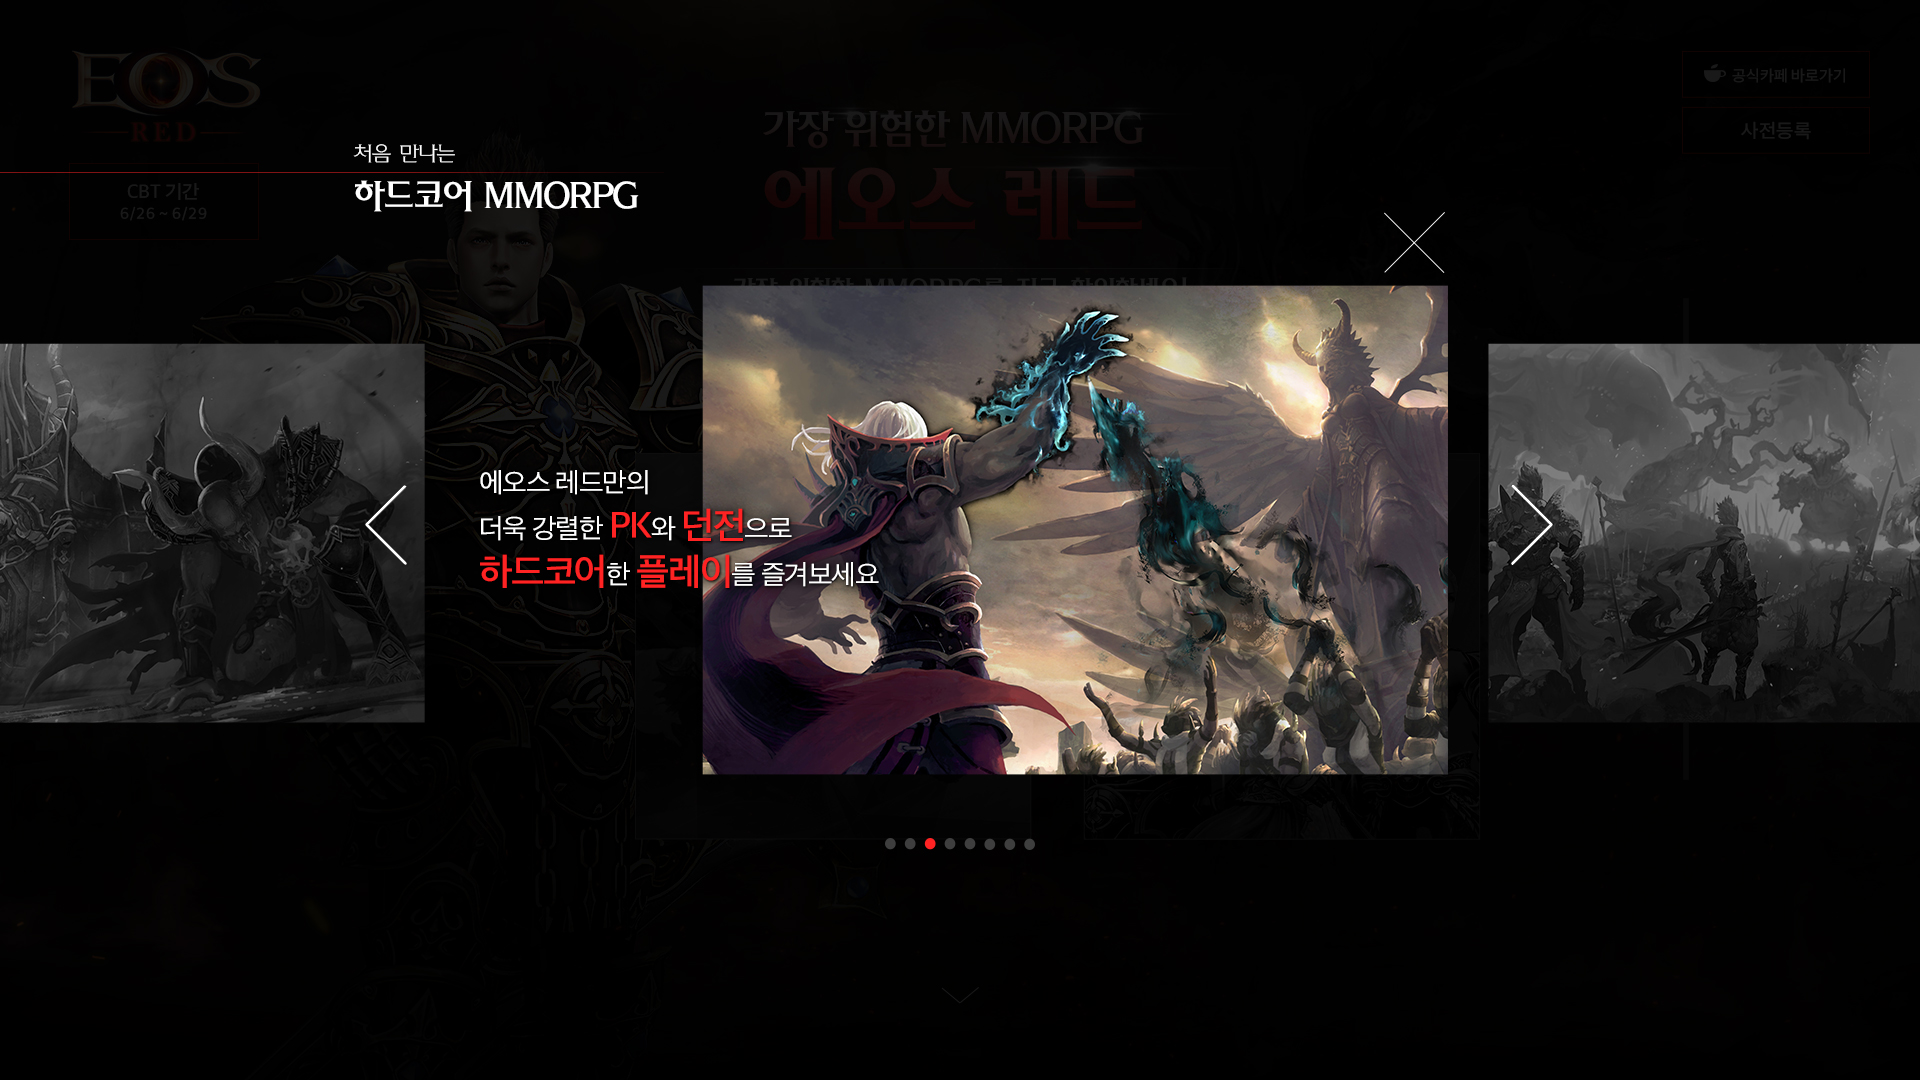 EOS
RED
공식카페 바로가기
사전등록
CBT 기간
6/26 ~ 6/29
가장 위험한 MMORPG
에오스 레드
처음 만나는
하드코어 MMORPG
에오스 레드만의
더욱 강렬한 PK와 던전으로
하드코어한 플레이를 즐겨보세요